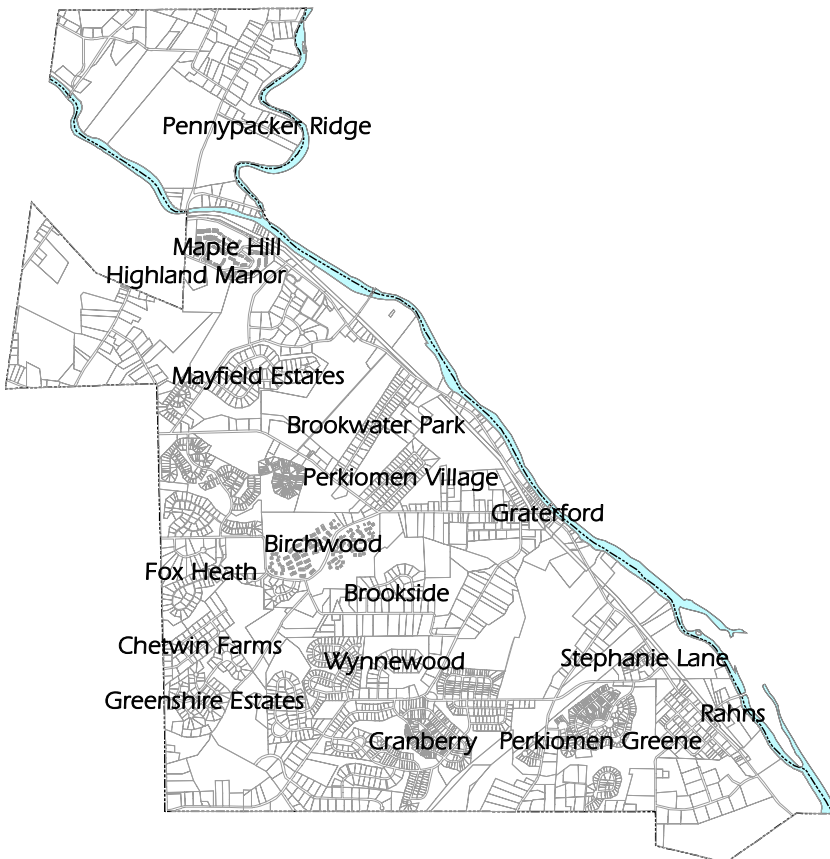 Pennypacker Ridge
Maple Hill
Highland Manor
Mayfield Estates
Brookwater Park
Perkiomen Village
Graterford
Birchwood
Fox Heath
Brookside
Chetwin Farms
Wynnewood
Stephanie Lane
Greenshire Estates
Rahns
Cranberry
Perkiomen Greene